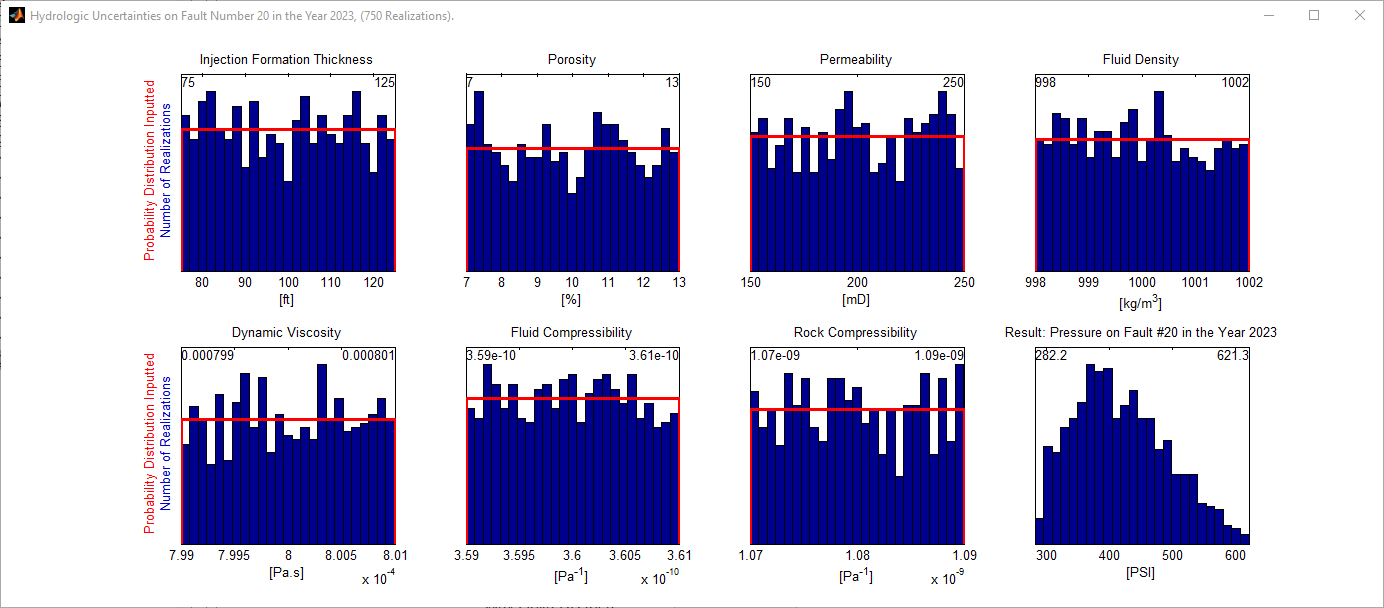 Hydrologic Uncertainties on Fault Number 20 in the Year 2023, (750 Realizations).
Injection Formation Thickness
Porosity
Permeability
Fluid Density
75 125
7 13
150 250
998 1002
Probability Distribution Inputted
Number of Realizations
80 90 100 110 120
7 8 9 10 11 12 13
150 200 250
998 999 1000 1001 1002
[ft]
[%]
[mD]
[kg/m³]
Dynamic Viscosity
Fluid Compressibility
Rock Compressibility
Result: Pressure on Fault #20 in the Year 2023
0.000799 0.000801
3.59e-10 3.61e-10
1.07e-09 1.09e-09
282.2 621.3
Probability Distribution Inputted
Number of Realizations
7.99 7.995 8 8.005 8.01
3.59 3.595 3.6 3.605 3.61
1.07 1.08 1.09
300 400 500 600
[Pa.s]
x 10⁻⁴
[Pa⁻¹]
x 10⁻¹⁰
[Pa⁻¹]
x 10⁻⁹
[PSI]